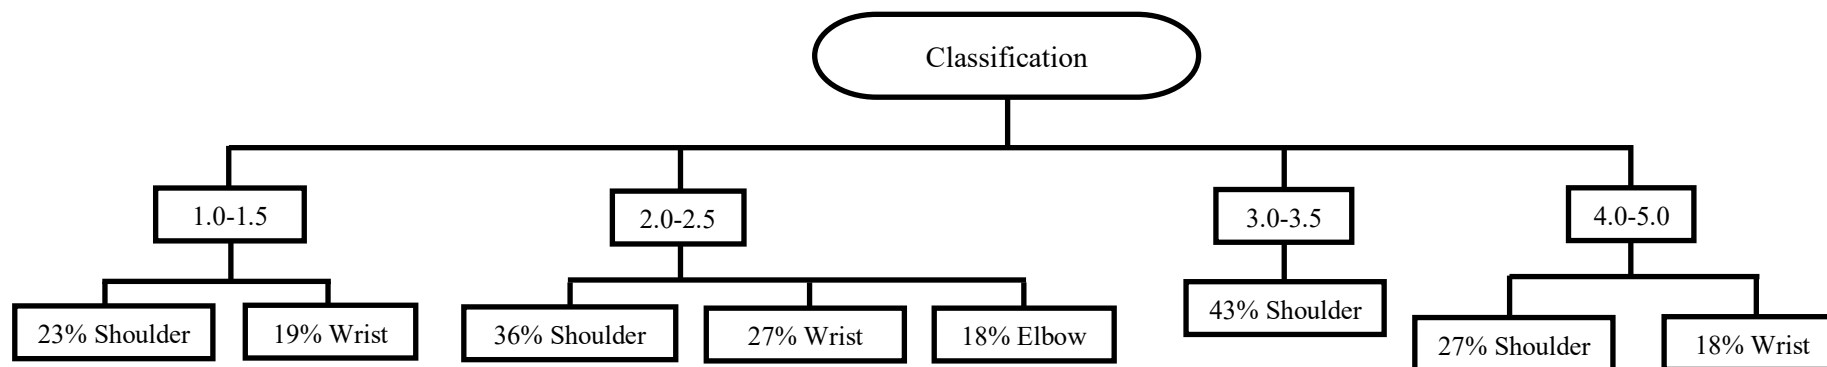 Classification
1.0-1.5
2.0-2.5
3.0-3.5
4.0-5.0
23% Shoulder
19% Wrist
36% Shoulder
27% Wrist
18% Elbow
43% Shoulder
27% Shoulder
18% Wrist